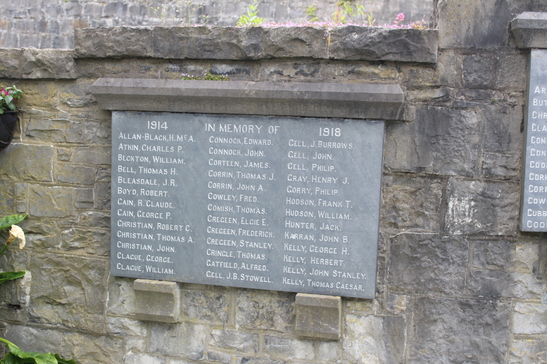 1914 IN MEMORY OF 1918
ALLAN-BLACK, H. McA.
ATKIN, CHARLES P.
BECKTON, WILLIAM.
BELL, THOMAS H.
BLEASDALE, J. R.
BOYD, ROBERT.
CAIN, R. CLAUDE.
CAIN, GEORGE P.
CHRISTIAN, ROBERT C.
CHRISTIAN, THOMAS A.
CHRISTIAN, JOHN.
CLAGUE, GEORGE.
CLAGUE, WILLIAM.
CONNOCK, EDWARD.
CONNOCK, JOHN.
CORTEEN, JAMES.
CORRIN, THOMAS J.
CORRIN, JOHN A.
COWLEY, FRED.
COMISH, THOMAS.
CREGEEN, ELCIE E.
CREGEEN, FREDERICK.
CREGEEN, STANLEY.
CRINGLE, THOMAS.
GATFIELD, ALFRED.
GELL, J.B. STOWELL.
GELL, J. BURROWS.
GELL, JOHN.
GELL, PHILIP.
GRAY, HENRY J.
GORRY, PHILIP.
HUDSON, FRANK T.
HUDSON, WILLIAM.
HUNTER, JACK.
KARRAN, JOHN B.
KELLY, GEORGE H.
KELLY, HERBERT.
KELLY, JOHN STANLEY.
KELLY, THOMAS CAESAR.